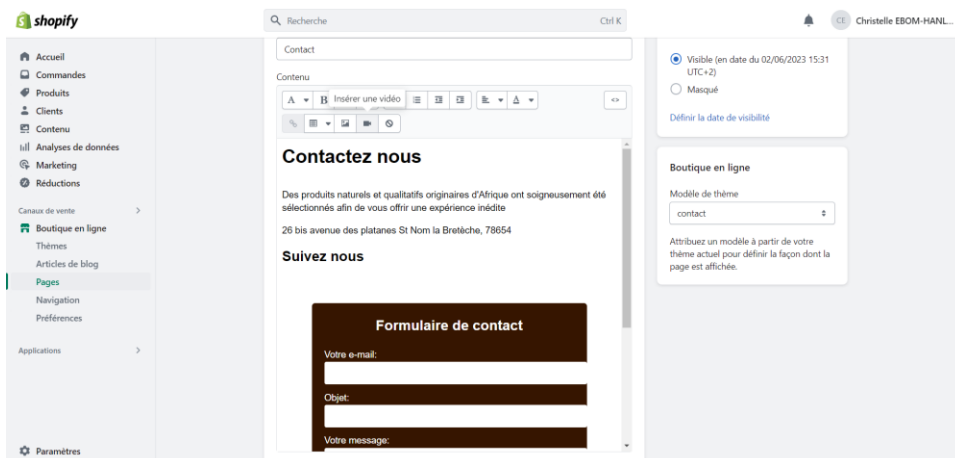 shopify
Recherche
Ctrl K
CE
Christelle EBOM-HANL...
Accueil
Commandes
Produits
Clients
Contenu
Analyses de données
Marketing
Réductions
Canaux de vente
Boutique en ligne
Thèmes
Articles de blog
Pages
Navigation
Préférences
Applications
Paramètres
Contact
Contenu
A
B
Insérer une vidéo
A
<>
Contactez nous
Des produits naturels et qualitatifs originaires d'Afrique ont soigneusement été
sélectionnés afin de vous offrir une expérience inédite
26 bis avenue des platanes St Nom la Bretèche, 78654
Suivez nous
Formulaire de contact
Votre e-mail:
Objet:
Votre message:
Visible (en date du 02/06/2023 15:31
UTC+2)
Masqué
Définir la date de visibilité
Boutique en ligne
Modèle de thème
contact
Attribuez un modèle à partir de votre
thème actuel pour définir la façon dont la
page est affichée.